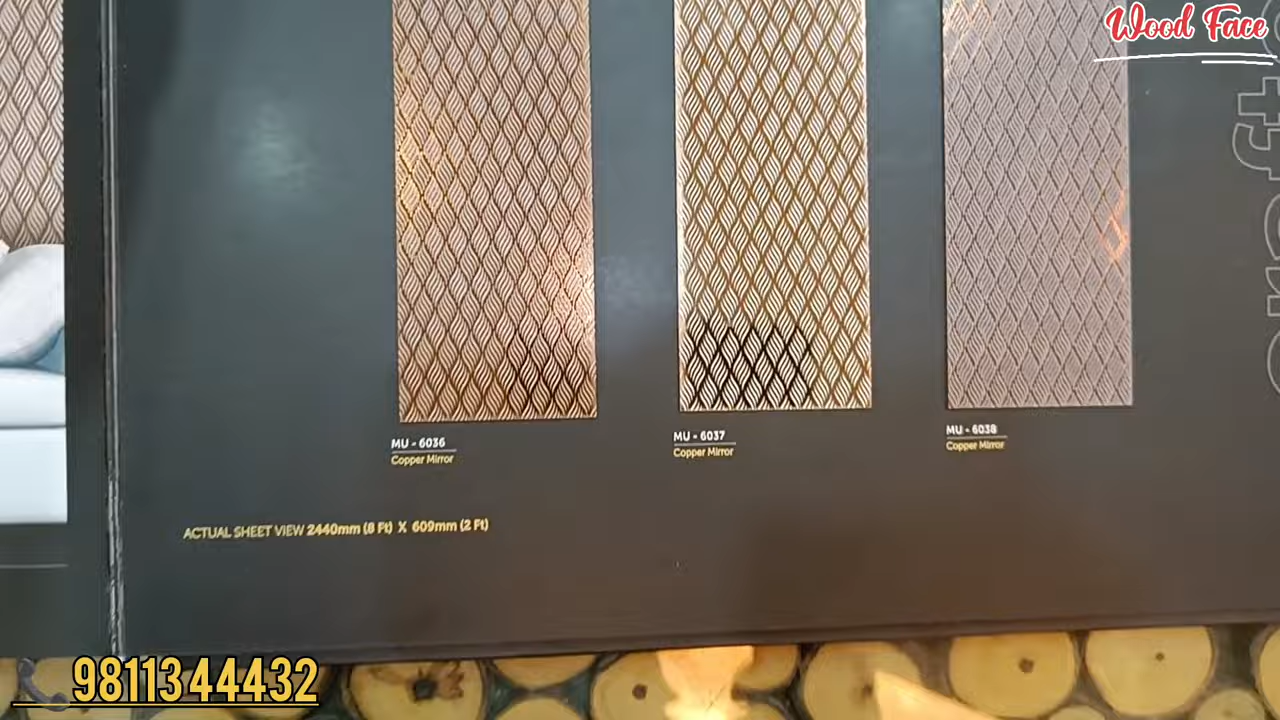 Wood Face
MU - 6036
Copper Mirror
MU - 6037
Copper Mirror
MU - 6038
Copper Mirror
ACTUAL SHEET VIEW 2440mm (8 Ft) X 609mm (2 Ft)
9811344432